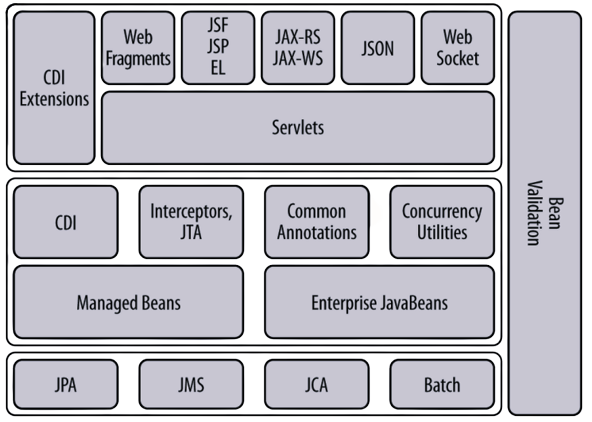 CDI
Extensions
Web
Fragments
JSF
JSP
EL
JAX-RS
JAX-WS
JSON
Web
Socket
Servlets
CDI
Interceptors,
JTA
Common
Annotations
Concurrency
Utilities
Managed Beans
Enterprise JavaBeans
JPA
JMS
JCA
Batch
Bean
Validation